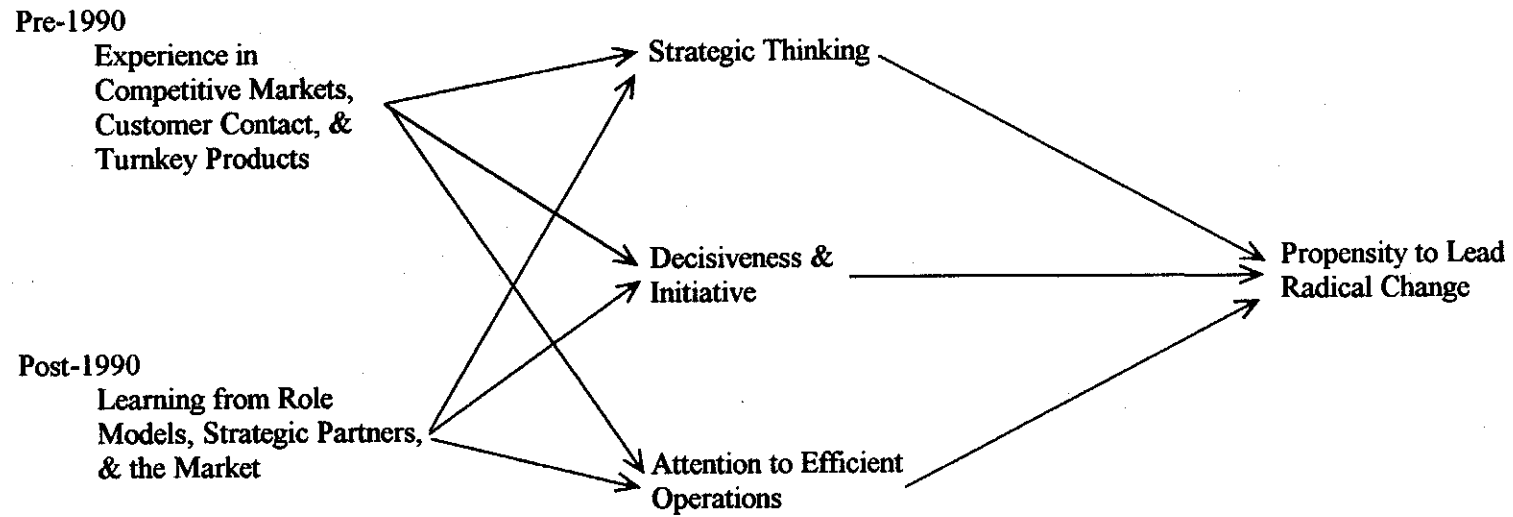 Pre-1990
Experience in
Competitive Markets,
Customer Contact, &
Turnkey Products
Strategic Thinking
Decisiveness &
Initiative
Propensity to Lead
Radical Change
Post-1990
Learning from Role
Models, Strategic Partners,
& the Market
Attention to Efficient
Operations